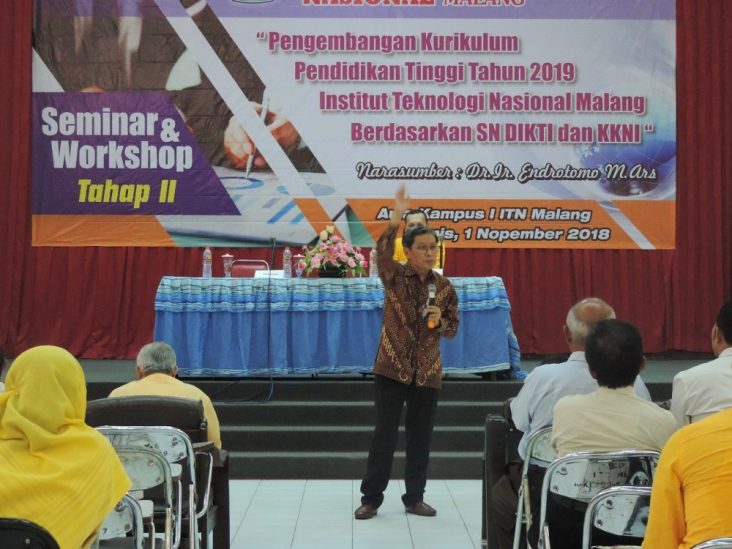 NASIONAL MALANG
" Pengembangan Kurikulum
Pendidikan Tinggi Tahun 2019
Institut Teknologi Nasional Malang
Berdasarkan SN DIKTI dan KKNI "
Narasumber : Dr.Ir. Endrotomo M.Ars
Seminar &
Workshop
Tahap II
Kampus I ITN Malang
1 Nopember 2018